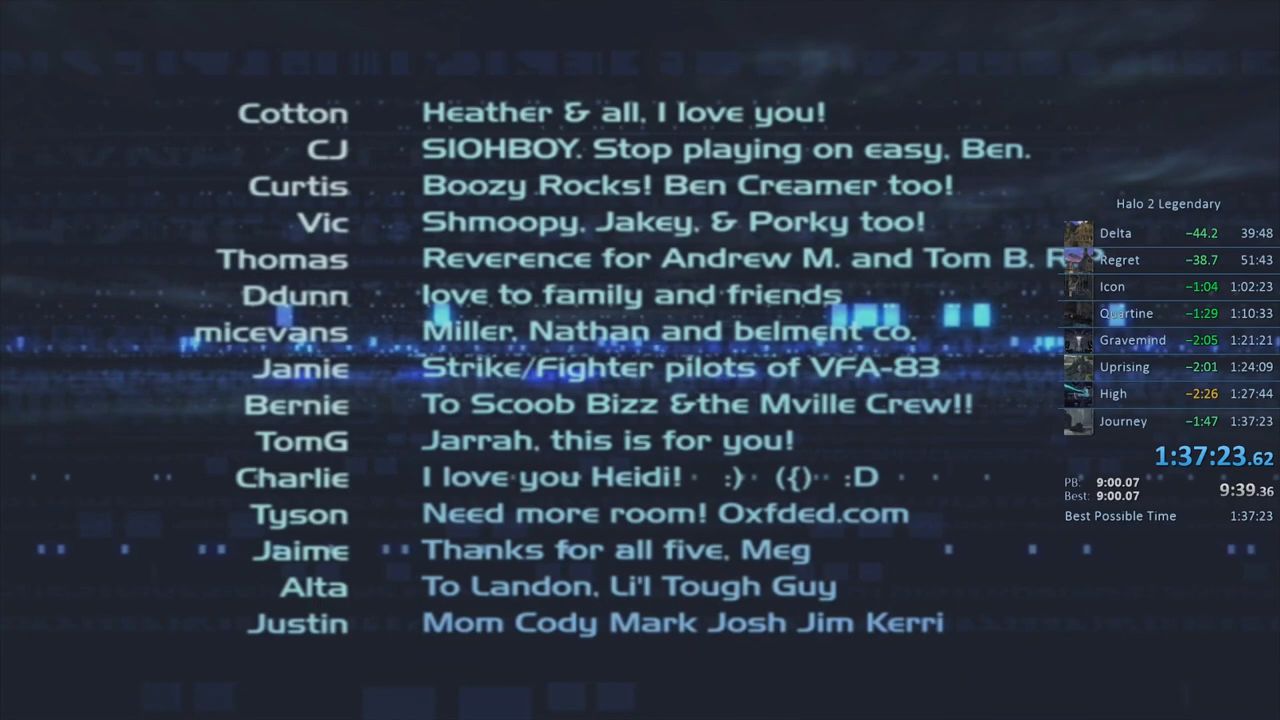 Cotton Heather & all, I love you!
CJ SIOHBOY. Stop playing on easy, Ben.
Curtis Boozy Rocks! Ben Creamer too!
Vic Shmoopy, Jakey, & Porky too!
Thomas Reverence for Andrew M. and Tom B.
Ddunn love to family and friends
micevans Miller, Nathan and belment co.
Jamie Strike/Fighter pilots of VFA-83
Bernie To Scoob Bizz &the Mville Crew!!
TomG Jarrah, this is for you!
Charlie I love you Heidi! :) ({) :D
Tyson Need more room! Oxfded.com
Jaime Thanks for all five, Meg
Alta To Landon, Li'l Tough Guy
Justin Mom Cody Mark Josh Jim Kerri
Halo 2 Legendary
Delta −44.2 39:48
Regret −38.7 51:43
Icon −1:04 1:02:23
Quartine −1:29 1:10:33
Gravemind −2:05 1:21:21
Uprising −2:01 1:24:09
High −2:26 1:27:44
Journey −1:47 1:37:23
1:37:23.62
PB: 9:00.07
Best: 9:00.07
9:39.36
Best Possible Time 1:37:23